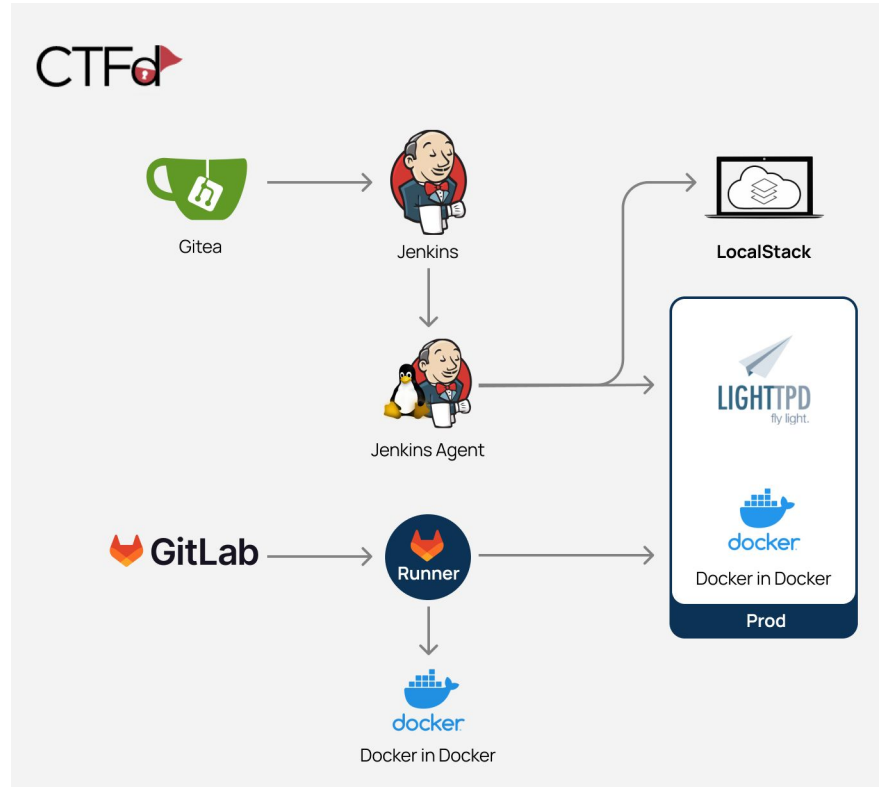 CTFd
Gitea
Jenkins
LocalStack
Jenkins Agent
LIGHTTPD
fly light.
GitLab
Runner
docker
Docker in Docker
Prod
docker
Docker in Docker